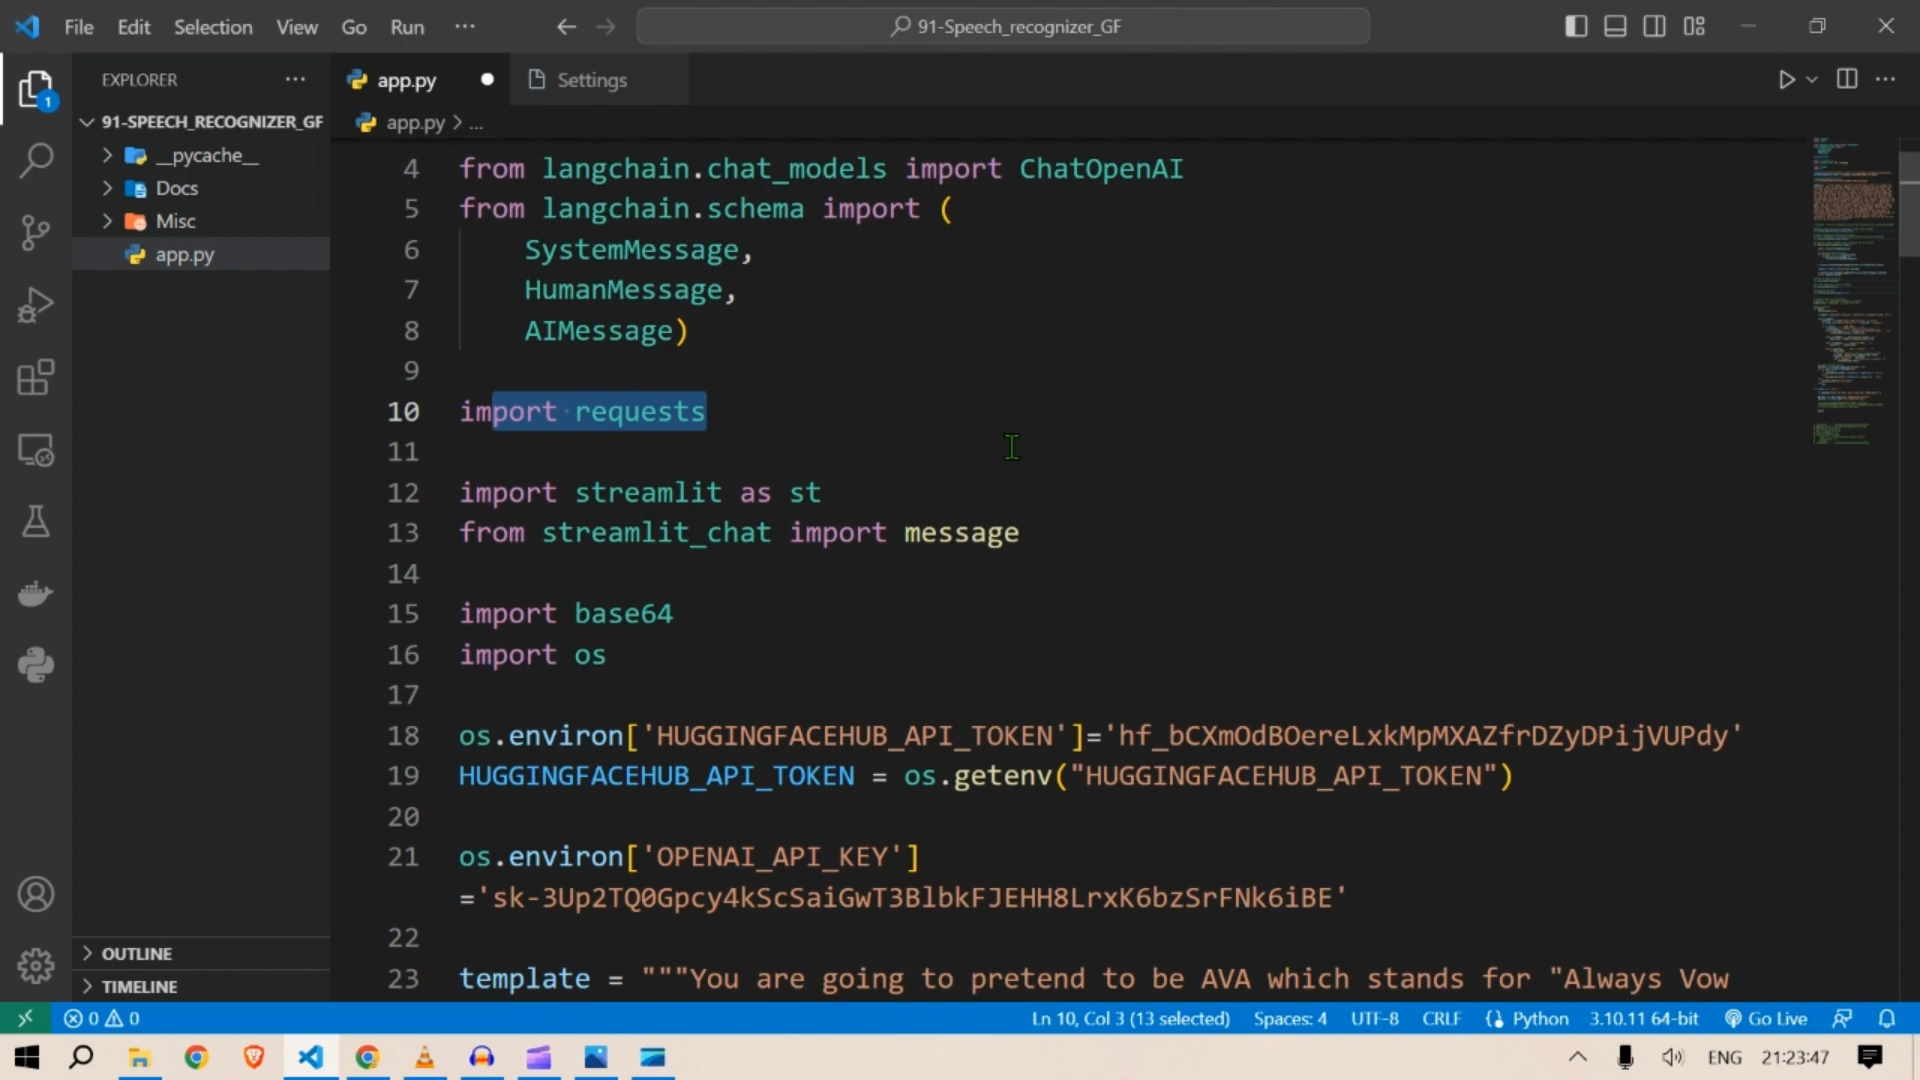 File Edit Selection View Go Run ...
91-Speech_recognizer_GF
EXPLORER
91-SPEECH_RECOGNIZER_GF
__pycache__
Docs
Misc
app.py
OUTLINE
TIMELINE
1
app.py
Settings
app.py > ...
4 from langchain.chat_models import ChatOpenAI
5 from langchain.schema import (
6 SystemMessage,
7 HumanMessage,
8 AIMessage)
9
10 import requests
11
12 import streamlit as st
13 from streamlit_chat import message
14
15 import base64
16 import os
17
18 os.environ['HUGGINGFACEHUB_API_TOKEN']='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'
19 HUGGINGFACEHUB_API_TOKEN = os.getenv("HUGGINGFACEHUB_API_TOKEN")
20
21 os.environ['OPENAI_API_KEY']
='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'
22
23 template = """You are going to pretend to be AVA which stands for "Always Vow
0 0
Ln 10, Col 3 (13 selected) Spaces: 4 UTF-8 CRLF Python 3.10.11 64-bit Go Live
ENG 21:23:47